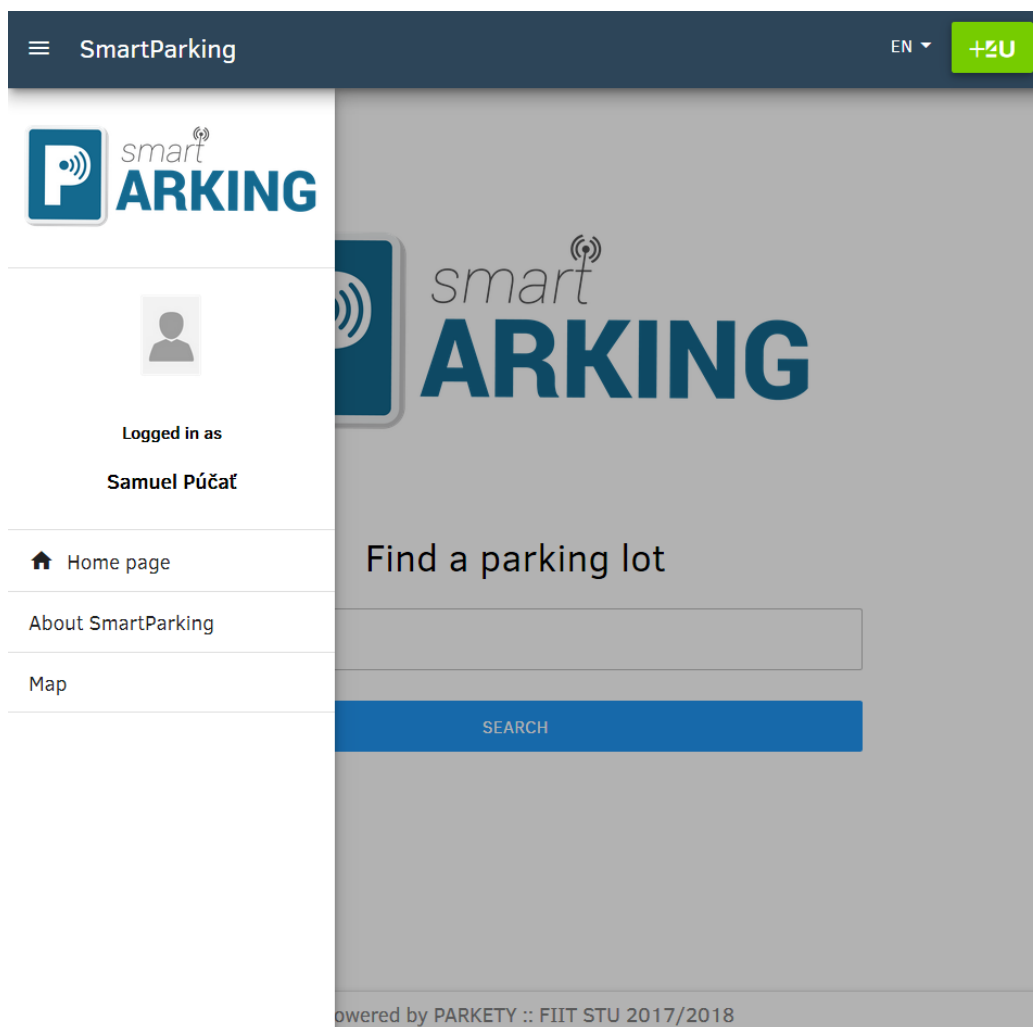 SmartParking
EN
+4U
P smart
ARKING
Logged in as
Samuel Púčať
Home page
About SmartParking
Map
smart
ARKING
Find a parking lot
SEARCH
owered by PARKETY :: FIIT STU 2017/2018